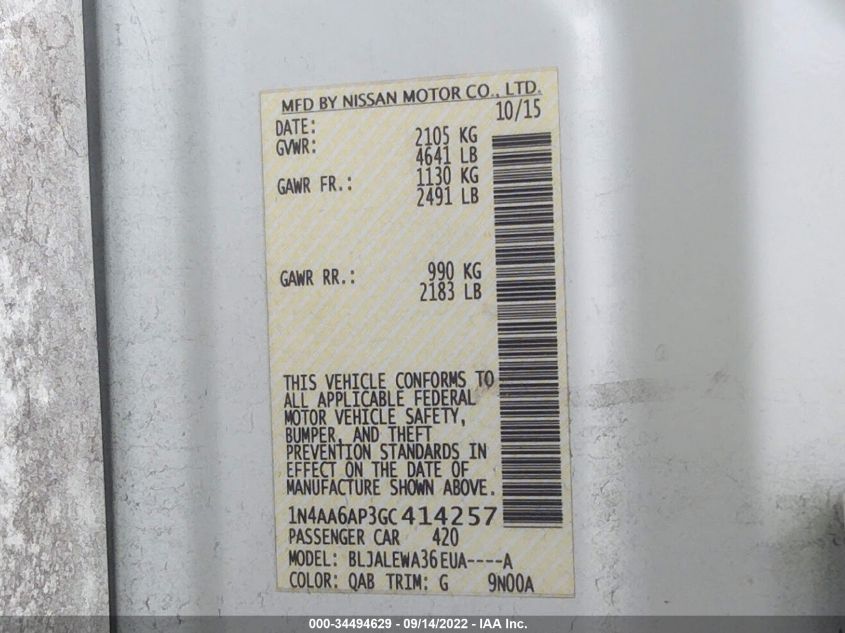 MFD BY NISSAN MOTOR CO., LTD.
DATE: 10/15
GVWR: 2105 KG
4641 LB
GAWR FR.: 1130 KG
2491 LB
GAWR RR.: 990 KG
2183 LB
THIS VEHICLE CONFORMS TO
ALL APPLICABLE FEDERAL
MOTOR VEHICLE SAFETY,
BUMPER, AND THEFT
PREVENTION STANDARDS IN
EFFECT ON THE DATE OF
MANUFACTURE SHOWN ABOVE.
1N4AA6AP3GC414257
PASSENGER CAR 420
MODEL: BLJALEWA36EUA----A
COLOR: QAB TRIM: G 9N00A
000-34494629 - 09/14/2022 - IAA Inc.